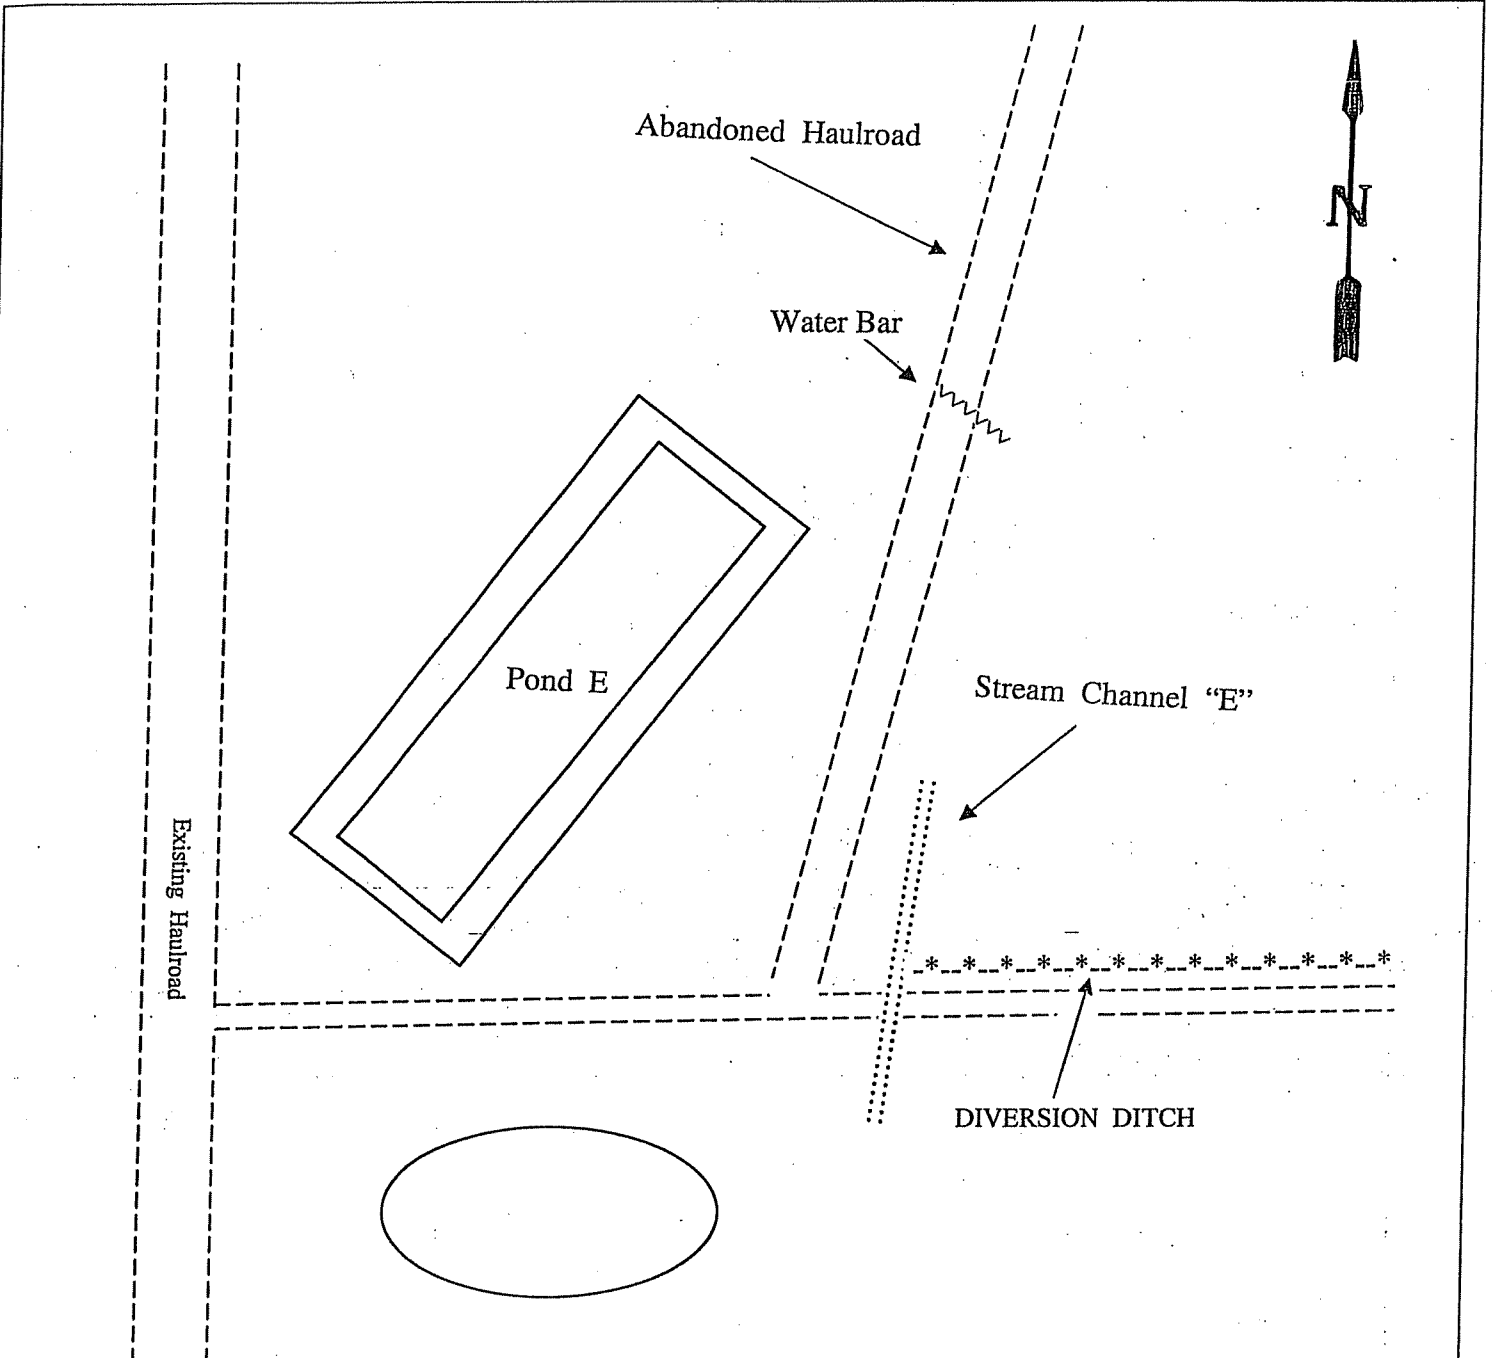 Abandoned Haulroad
N
Water Bar
Pond E
Stream Channel “E”
Existing Haulroad
DIVERSION DITCH